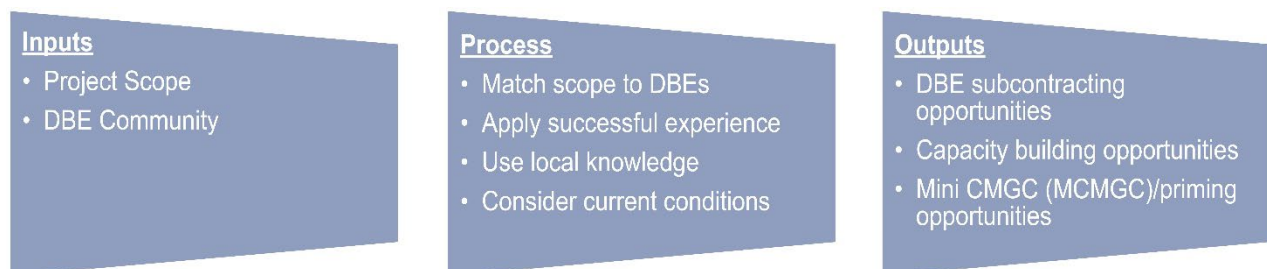 Inputs
• Project Scope
• DBE Community
Process
• Match scope to DBEs
• Apply successful experience
• Use local knowledge
• Consider current conditions
Outputs
• DBE subcontracting
opportunities
• Capacity building opportunities
• Mini CMGC (MCMGC)/priming
opportunities